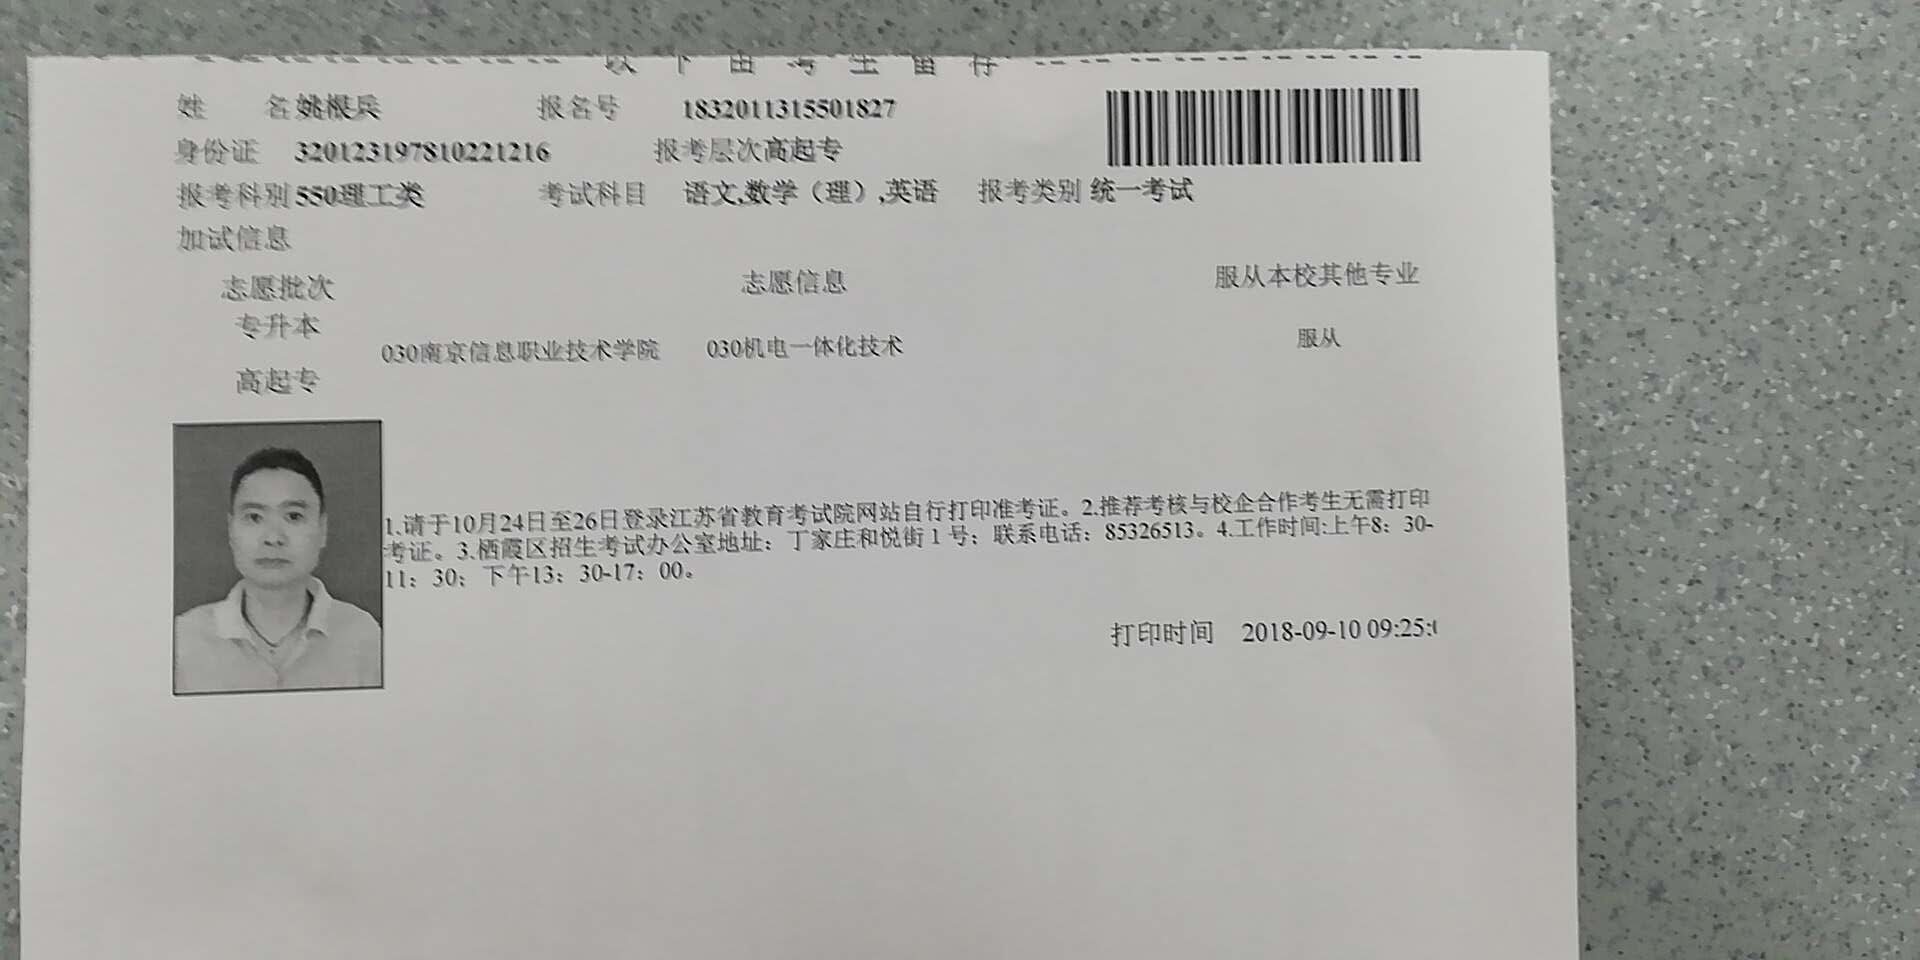 以下由考生留存
姓 名 姚根兵 报名号 1832011315501827
身份证 320123197810221216 报考层次高起专
报考科别 550理工类 考试科目 语文,数学（理）,英语 报考类别 统一考试
加试信息
志愿批次 志愿信息 服从本校其他专业
专升本
030南京信息职业技术学院 030机电一体化技术 服从
高起专
1.请于10月24日至26日登录江苏省教育考试院网站自行打印准考证。2.推荐考核与校企合作考生无需打印
考证。3.栖霞区招生考试办公室地址：丁家庄和悦街1号；联系电话：85326513。4.工作时间:上午8：30-
11：30；下午13：30-17：00。
打印时间 2018-09-10 09:25: